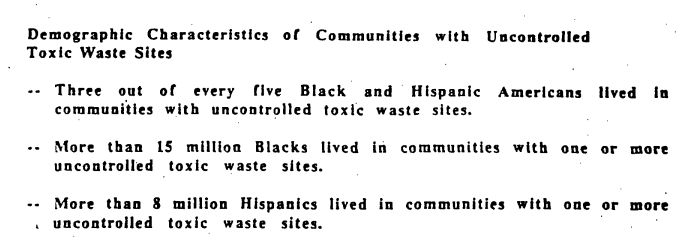 Demographic Characteristics of Communities with Uncontrolled
Toxic Waste Sites
-- Three out of every five Black and Hispanic Americans lived in
communities with uncontrolled toxic waste sites.
-- More than 15 million Blacks lived in communities with one or more
uncontrolled toxic waste sites.
-- More than 8 million Hispanics lived in communities with one or more
uncontrolled toxic waste sites.